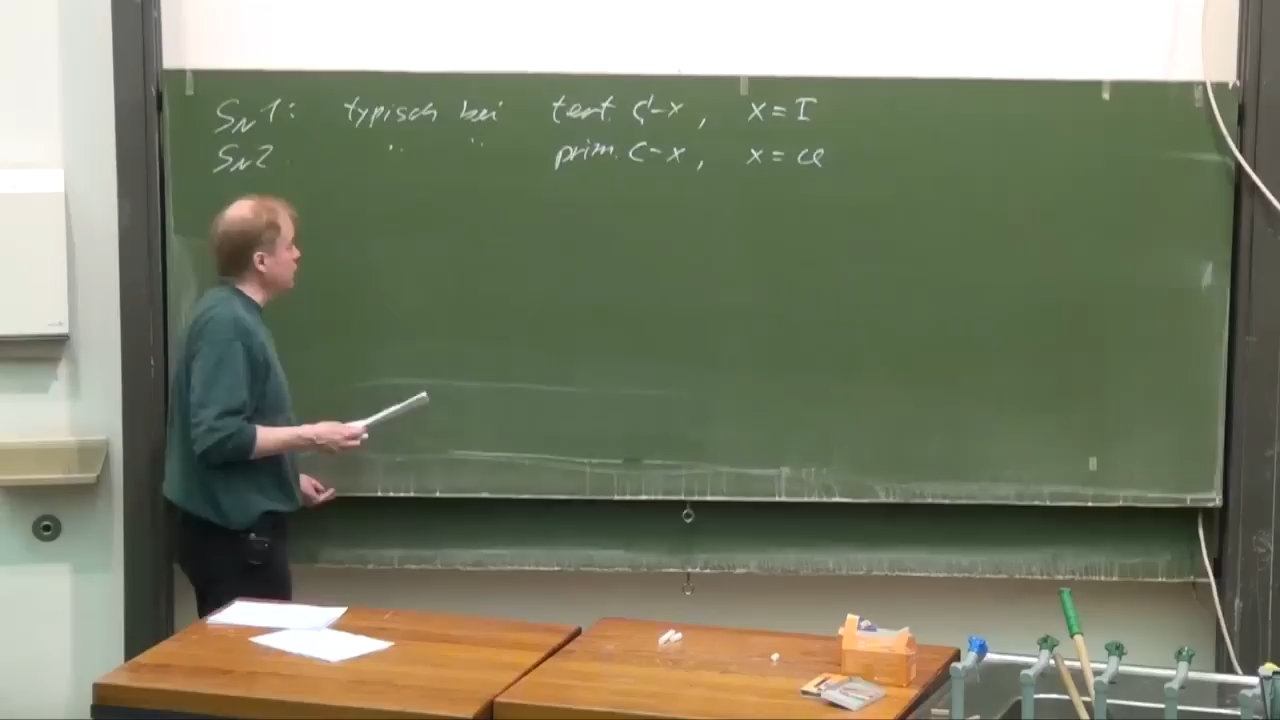 SN1: typisch bei tert. C-X, X = I
SN2 " " prim. C-X, X = Cl